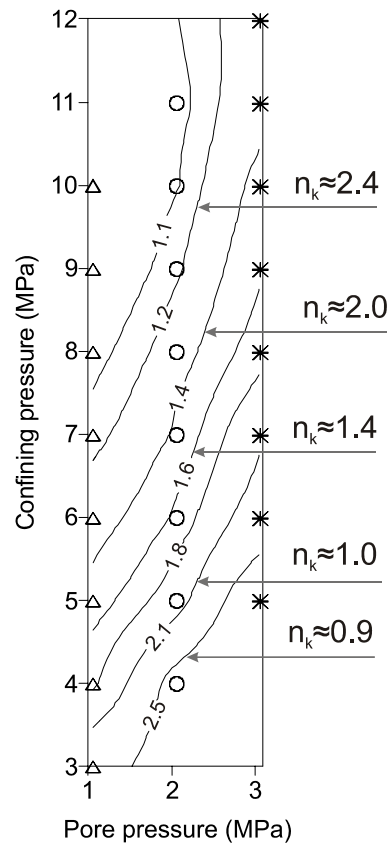 12
11
10
9
8
7
6
5
4
3
1
2
3
Confining pressure (MPa)
Pore pressure (MPa)
1.1
1.2
1.4
1.6
1.8
2.1
2.5
nk≈2.4
nk≈2.0
nk≈1.4
nk≈1.0
nk≈0.9